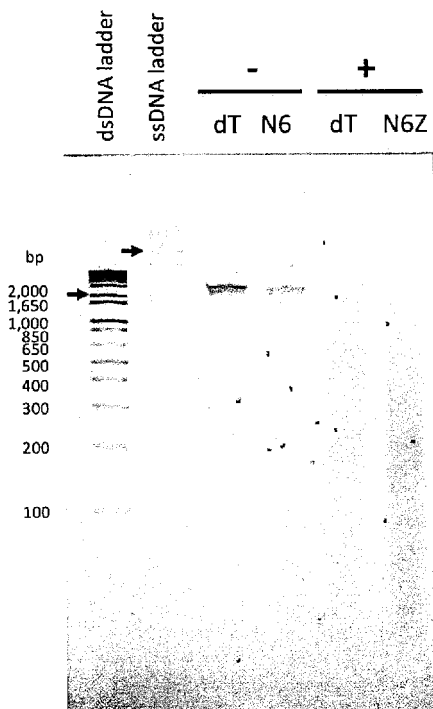 dsDNA ladder
ssDNA ladder
- +
dT N6 dT N6Z
bp
2,000
1,650
1,000
850
650
500
400
300
200
100